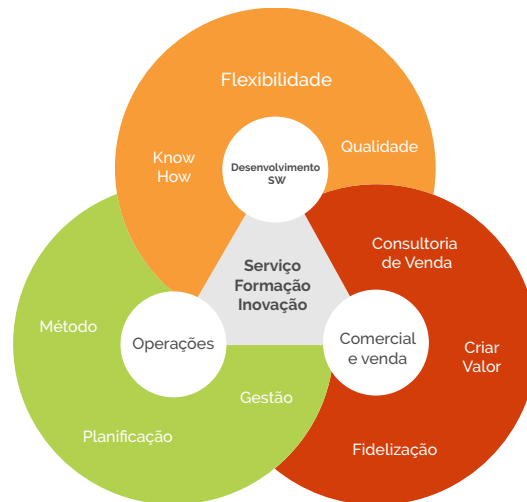 Flexibilidade
Know
How
Desenvolvimento
SW
Qualidade
Consultoria
de Venda
Serviço
Formação
Inovação
Método
Operações
Comercial
e venda
Criar
Valor
Gestão
Planificação
Fidelização